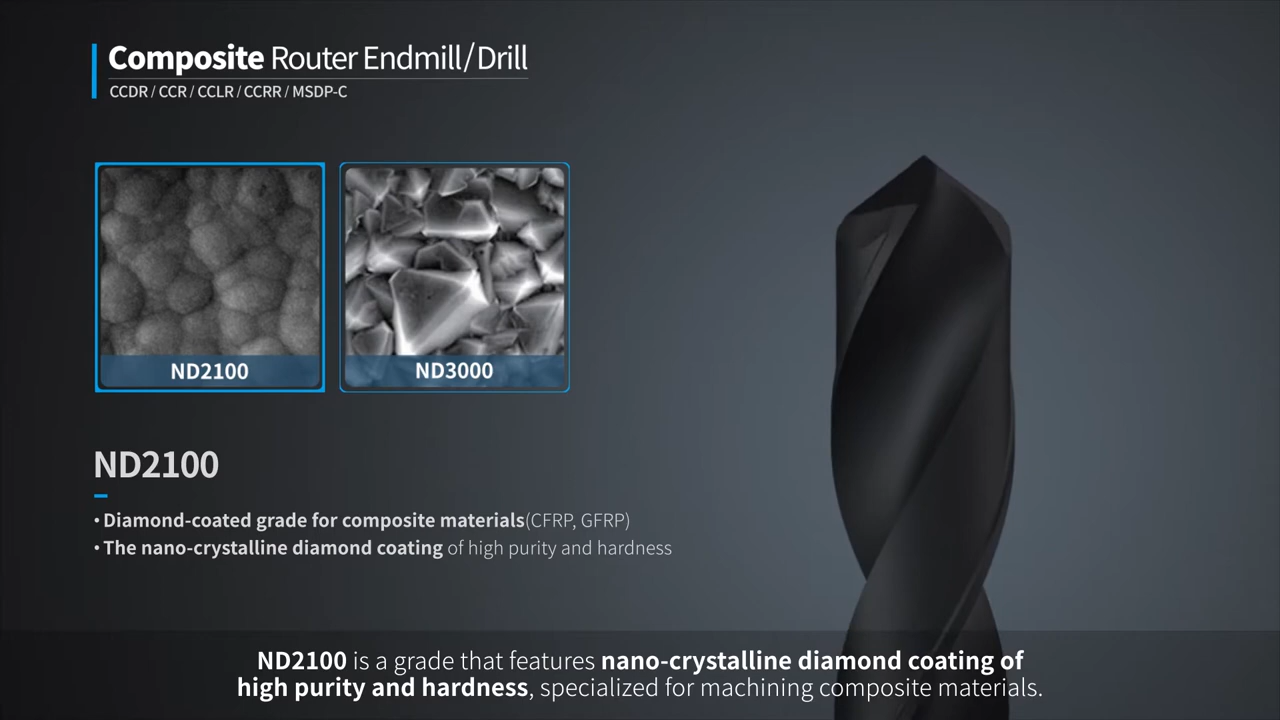 Composite Router Endmill/Drill
CCDR / CCR / CCLR / CCRR / MSDP-C
ND2100
ND3000
ND2100
• Diamond-coated grade for composite materials(CFRP, GFRP)
• The nano-crystalline diamond coating of high purity and hardness
ND2100 is a grade that features nano-crystalline diamond coating of
high purity and hardness, specialized for machining composite materials.